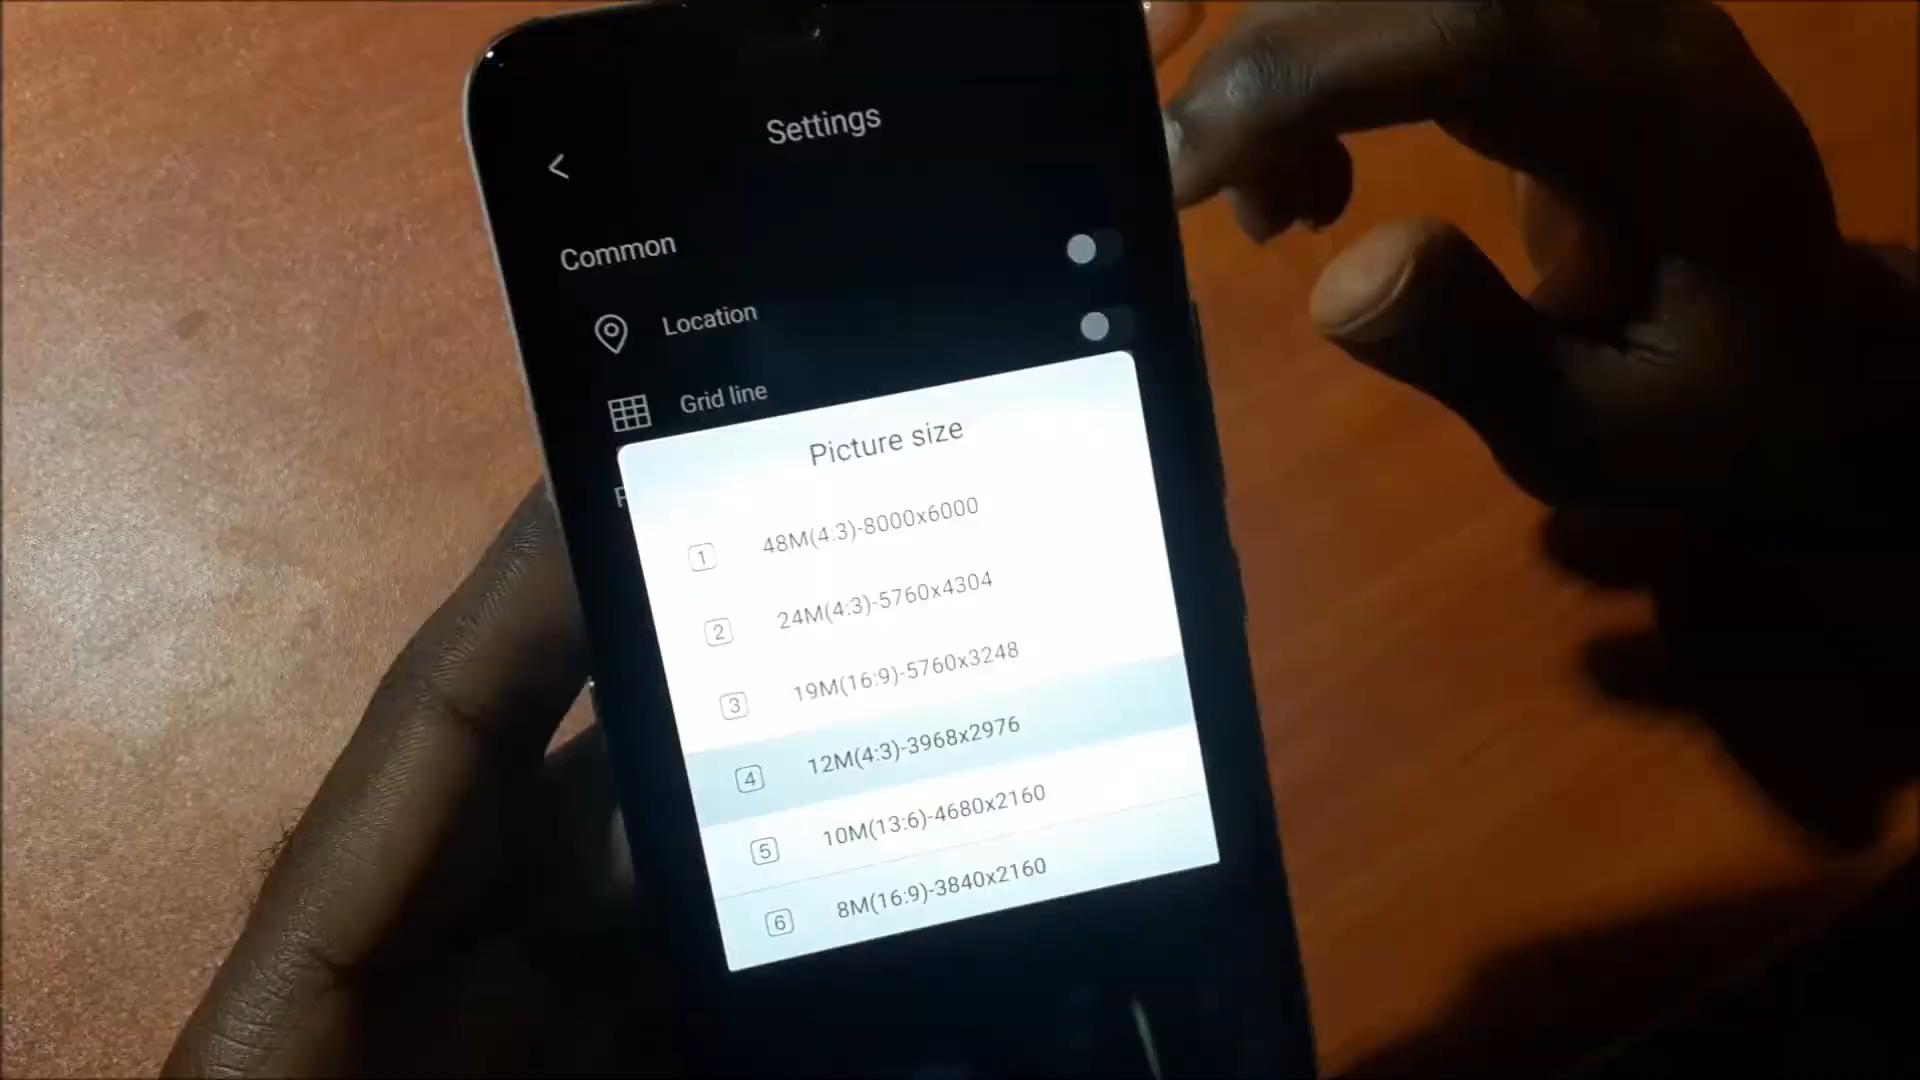 Settings
<
Common
Location
Grid line
Picture size
1 48M(4:3)-8000x6000
2 24M(4:3)-5760x4304
3 19M(16:9)-5760x3248
4 12M(4:3)-3968x2976
5 10M(13:6)-4680x2160
6 8M(16:9)-3840x2160